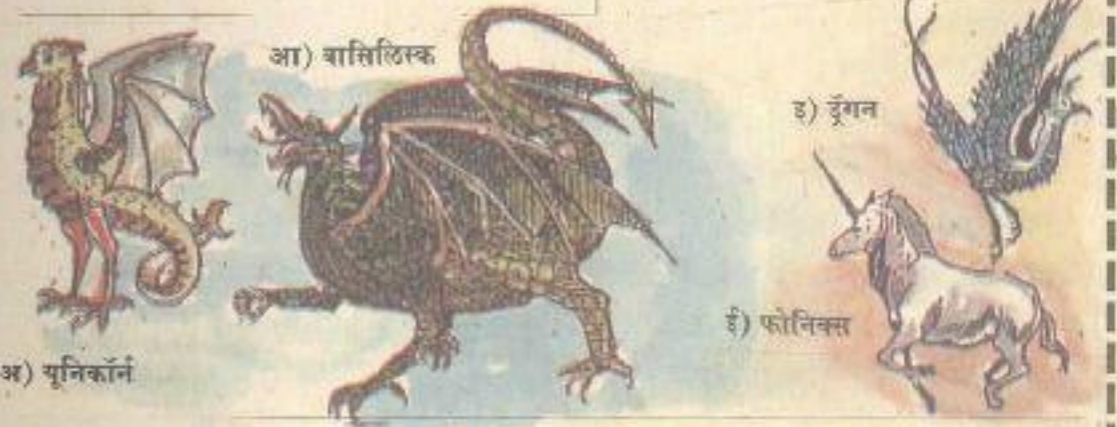 आ) बासिलिस्क
इ) ड्रॅगन
ई) फोनिक्स
अ) यूनिकॉर्न